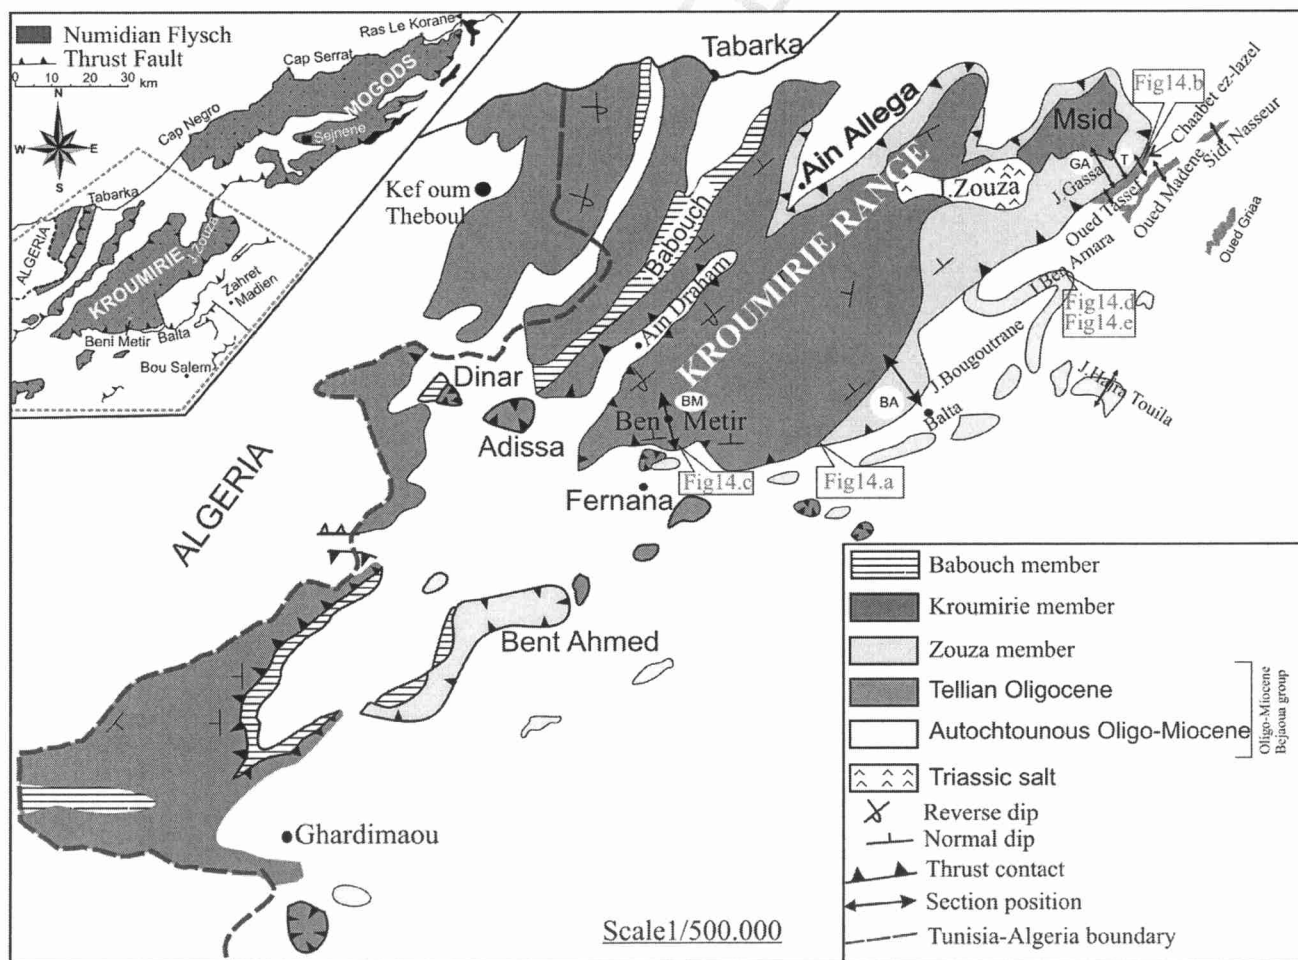 Numidian Flysch
Thrust Fault
0 10 20 30
km
N
W
E
S
Ras Le Korane
Cap Serrat
MOGODS
Cap Negro
Sejnene
Tabarka
ALGERIA
KROUMIRIE
J.Zouza
Zahret
Madien
Beni Metir
Balta
Bou Salem
Tabarka
Kef oum
Theboul
Babouch
Ain Draham
Ain Allega
KROUMIRIE RANGE
Msid
J.Zouza
Fig14.b
Chaabet ez-lazel
Sidi Nasseur
GA
T
J.Gassa
Oued Tassel
Oued Madene
Oued Griaa
J.Ben Amara
Fig14.d
Fig14.e
J.Bougoutrane
J.Hajra Touila
Balta
BA
BM
Ben Metir
Dinar
Adissa
Fernana
Fig14.c
Fig14.a
ALGERIA
Bent Ahmed
Ghardimaou
Scale1/500.000
Babouch member
Kroumirie member
Zouza member
Tellian Oligocene
Autochtounous Oligo-Miocene
Oligo-Miocene
Bejaoua group
Triassic salt
Reverse dip
Normal dip
Thrust contact
Section position
Tunisia-Algeria boundary